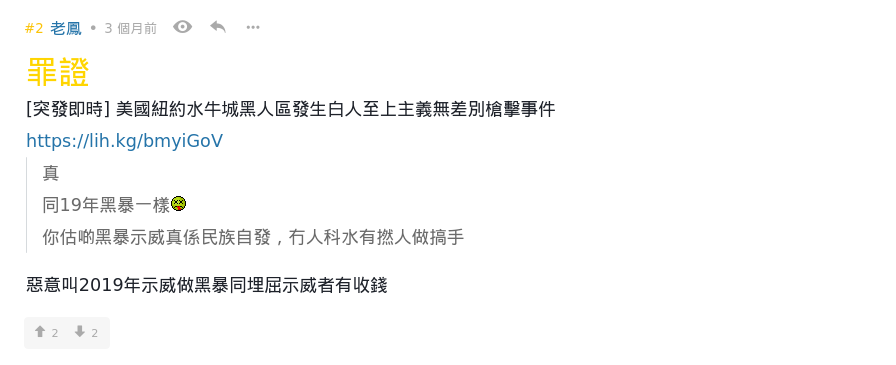 #2 老鳳 • 3 個月前
罪證
[突發即時] 美國紐約水牛城黑人區發生白人至上主義無差別槍擊事件
https://lih.kg/bmyiGoV
真
同19年黑暴一樣
你估啲黑暴示威真係民族自發，冇人科水有撚人做搞手
惡意叫2019年示威做黑暴同埋屈示威者有收錢
2 2